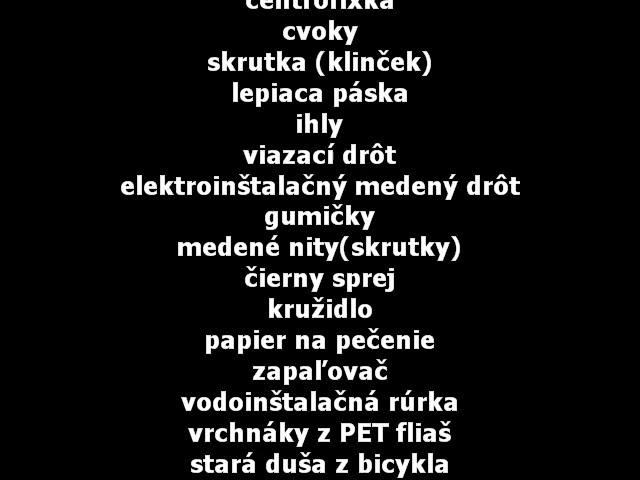 centrofixka
cvoky
skrutka (klinček)
lepiaca páska
ihly
viazací drôt
elektroinštalačný medený drôt
gumičky
medené nity(skrutky)
čierny sprej
kružidlo
papier na pečenie
zapaľovač
vodoinštalačná rúrka
vrchnáky z PET fliaš
stará duša z bicykla